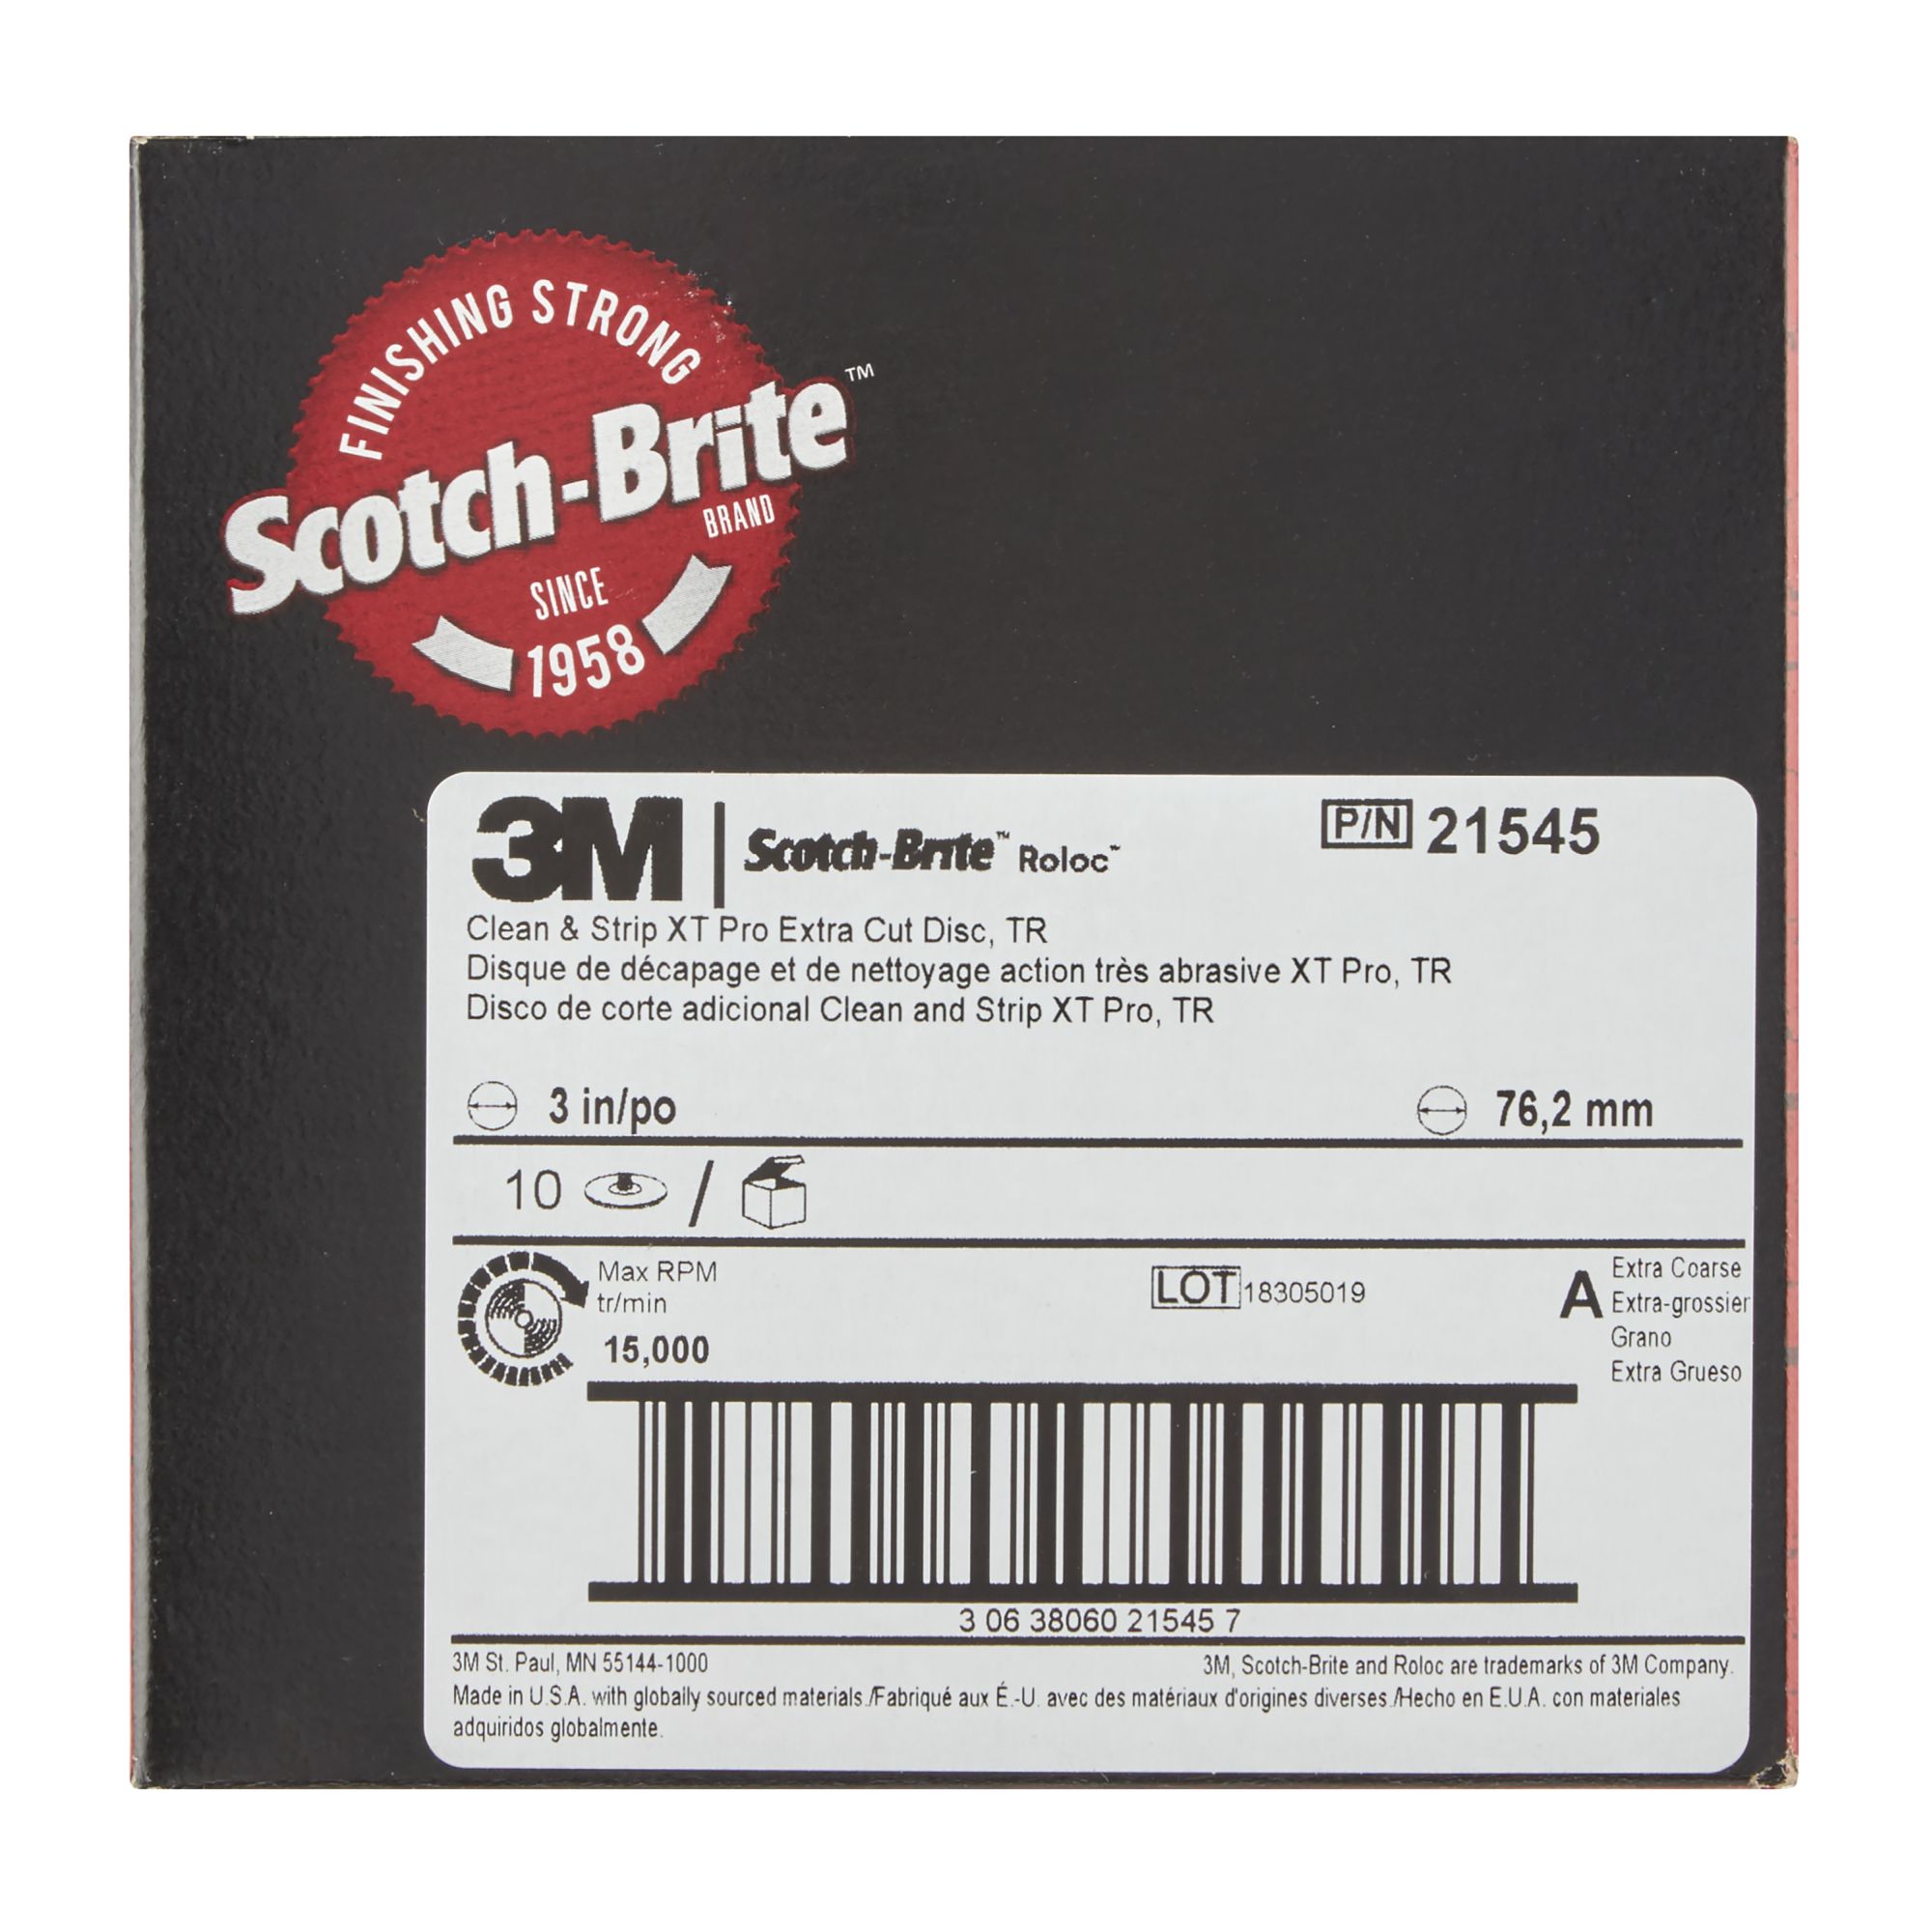 FINISHING STRONG
Scotch-Brite™
BRAND
SINCE
1958
3M | Scotch-Brite™ Roloc™
P/N 21545
Clean & Strip XT Pro Extra Cut Disc, TR
Disque de décapage et de nettoyage action très abrasive XT Pro, TR
Disco de corte adicional Clean and Strip XT Pro, TR
3 in/po
76,2 mm
10 /
Max RPM
tr/min
15,000
LOT 18305019
A
Extra Coarse
Extra-grossier
Grano
Extra Grueso
3 06 38060 21545 7
3M St. Paul, MN 55144-1000
3M, Scotch-Brite and Roloc are trademarks of 3M Company.
Made in U.S.A. with globally sourced materials./Fabriqué aux É.-U. avec des matériaux d'origines diverses./Hecho en E.U.A. con materiales
adquiridos globalmente.